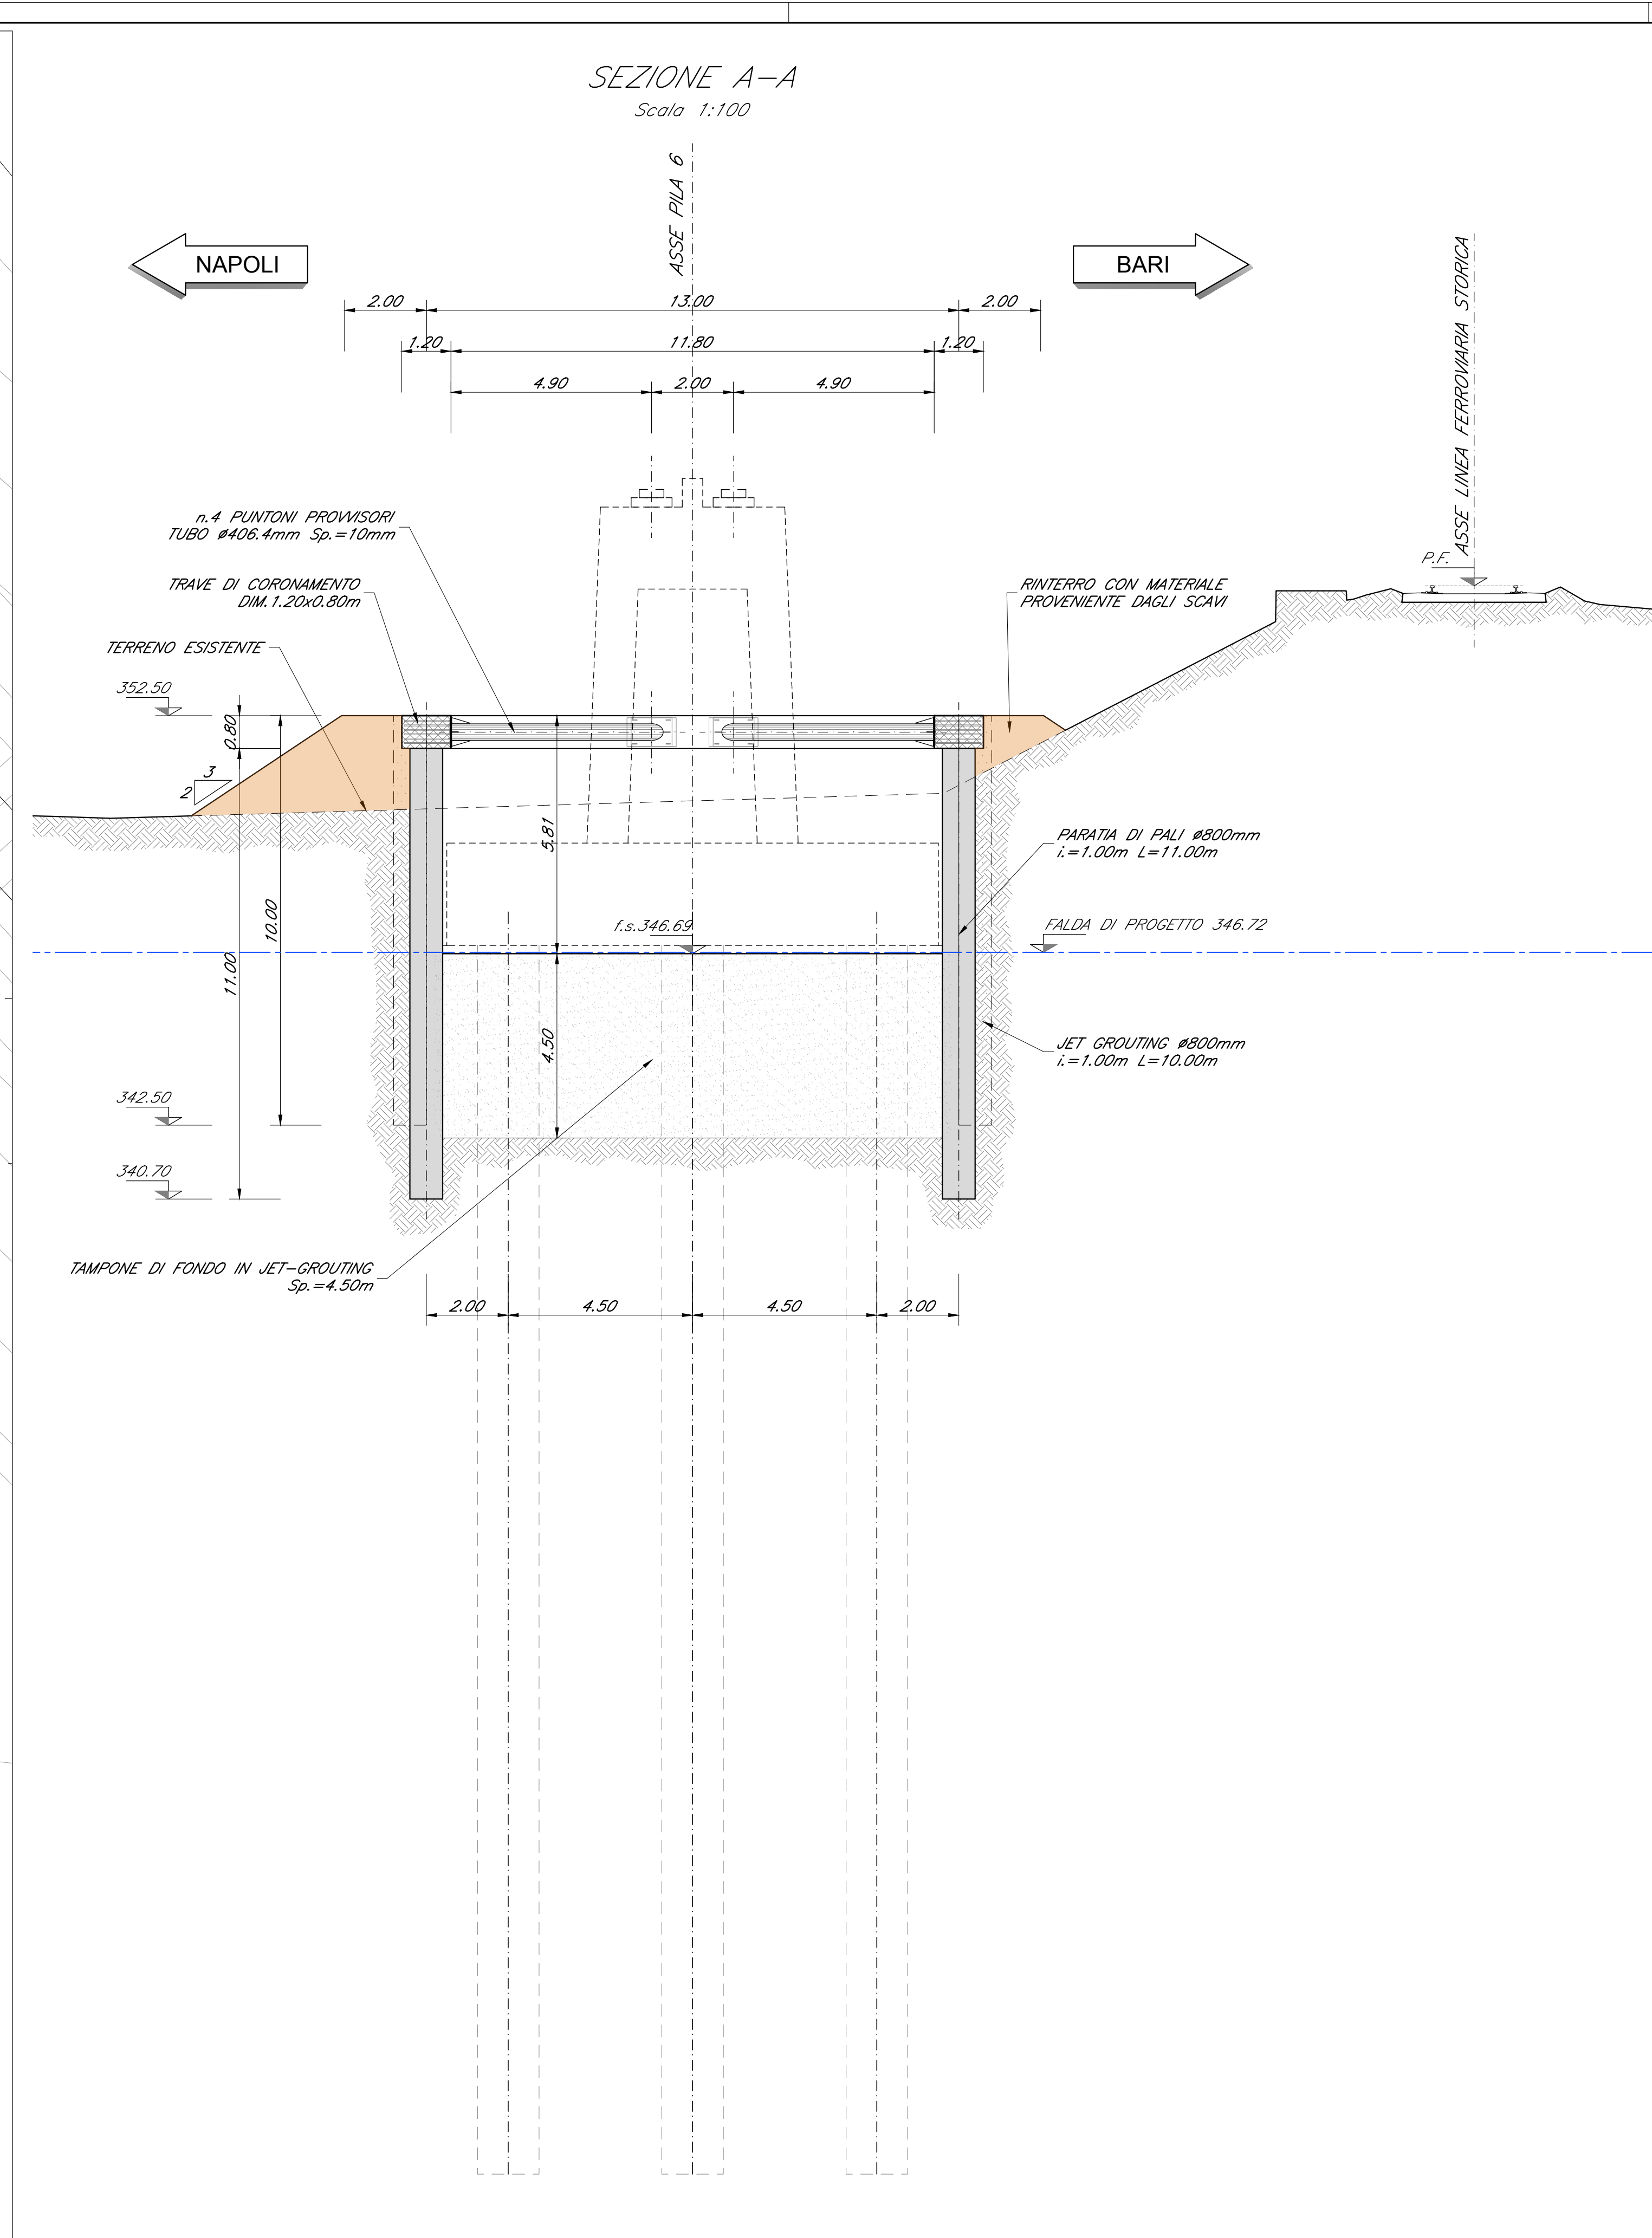 SEZIONE A-A
Scala 1:100
ASSE PILA 6
NAPOLI
BARI
ASSE LINEA FERROVIARIA STORICA
2.00
13.00
2.00
1.20
11.80
1.20
4.90
2.00
4.90
n.4 PUNTONI PROVVISORI
TUBO ø406.4mm Sp.=10mm
P.F.
TRAVE DI CORONAMENTO
DIM.1.20x0.80m
RINTERRO CON MATERIALE
PROVENIENTE DAGLI SCAVI
TERRENO ESISTENTE
352.50
0.80
3
2
5.81
PARATIA DI PALI ø800mm
i.=1.00m L=11.00m
10.00
f.s.346.69
FALDA DI PROGETTO 346.72
11.00
4.50
JET GROUTING ø800mm
i.=1.00m L=10.00m
342.50
340.70
TAMPONE DI FONDO IN JET-GROUTING
Sp.=4.50m
2.00
4.50
4.50
2.00